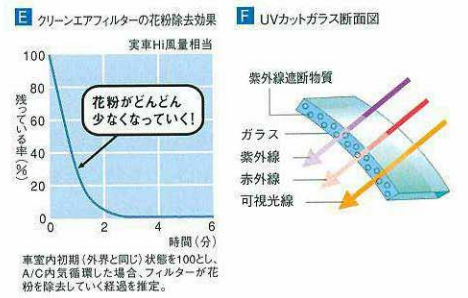 E クリーンエアフィルターの花粉除去効果
実車Hi風量相当
100
80
60
40
20
0
残っている率(%)
花粉がどんどん
少なくなっていく!
0 2 4 6
時間(分)
車室内初期(外界と同じ)状態を100とし、
A/C内気循環した場合、フィルターが花
粉を除去していく経過を推定。
F UVカットガラス断面図
紫外線遮断物質
ガラス
紫外線
赤外線
可視光線